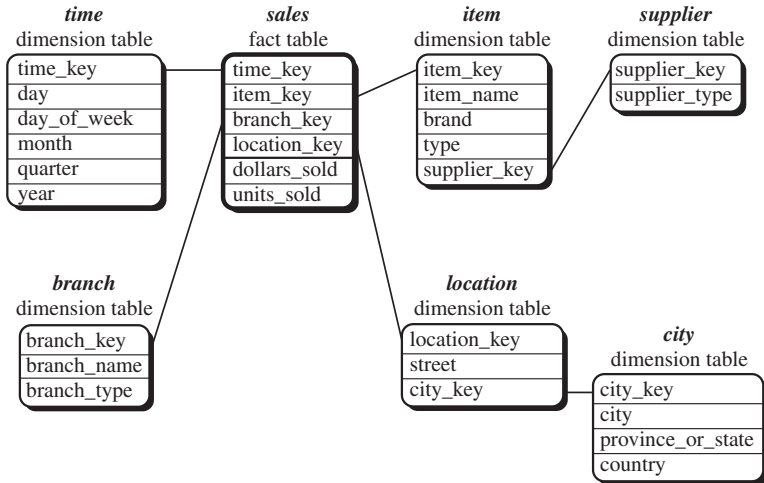 time
dimension table
time_key
day
day_of_week
month
quarter
year
sales
fact table
time_key
item_key
branch_key
location_key
dollars_sold
units_sold
item
dimension table
item_key
item_name
brand
type
supplier_key
supplier
dimension table
supplier_key
supplier_type
branch
dimension table
branch_key
branch_name
branch_type
location
dimension table
location_key
street
city_key
city
dimension table
city_key
city
province_or_state
country